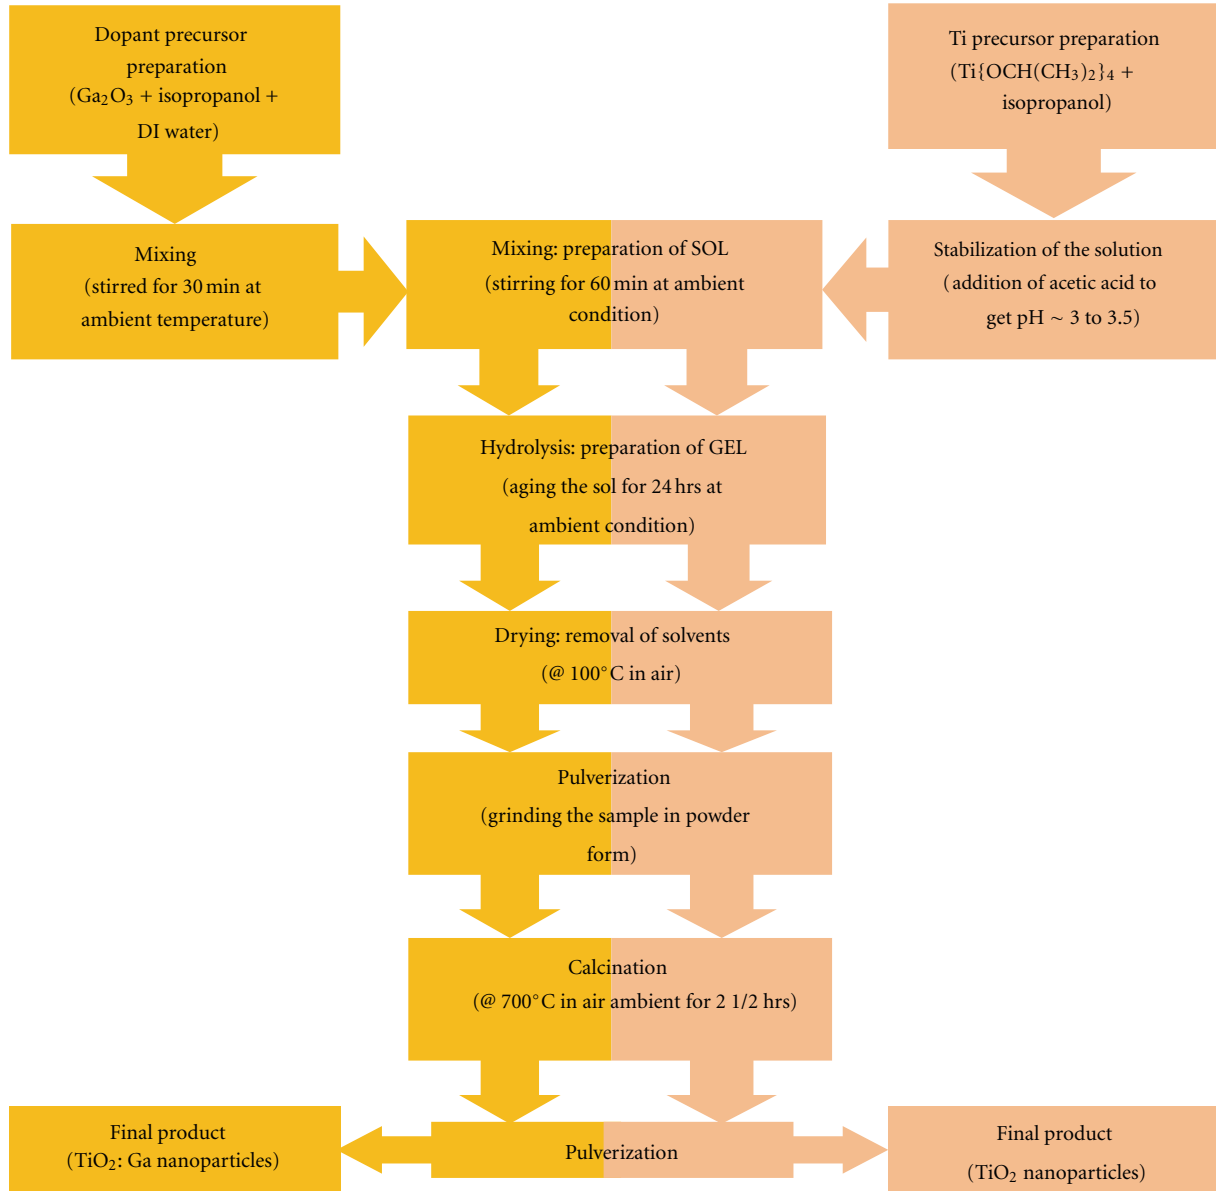 Dopant precursor
preparation
(Ga₂O₃ + isopropanol +
DI water)
Ti precursor preparation
(Ti{OCH(CH₃)₂}₄ +
isopropanol)
Mixing
(stirred for 30 min at
ambient temperature)
Mixing: preparation of SOL
(stirring for 60 min at ambient
condition)
Stabilization of the solution
(addition of acetic acid to
get pH ∼ 3 to 3.5)
Hydrolysis: preparation of GEL
(aging the sol for 24 hrs at
ambient condition)
Drying: removal of solvents
(@ 100°C in air)
Pulverization
(grinding the sample in powder
form)
Calcination
(@ 700°C in air ambient for 2 1/2 hrs)
Final product
(TiO₂: Ga nanoparticles)
Pulverization
Final product
(TiO₂ nanoparticles)